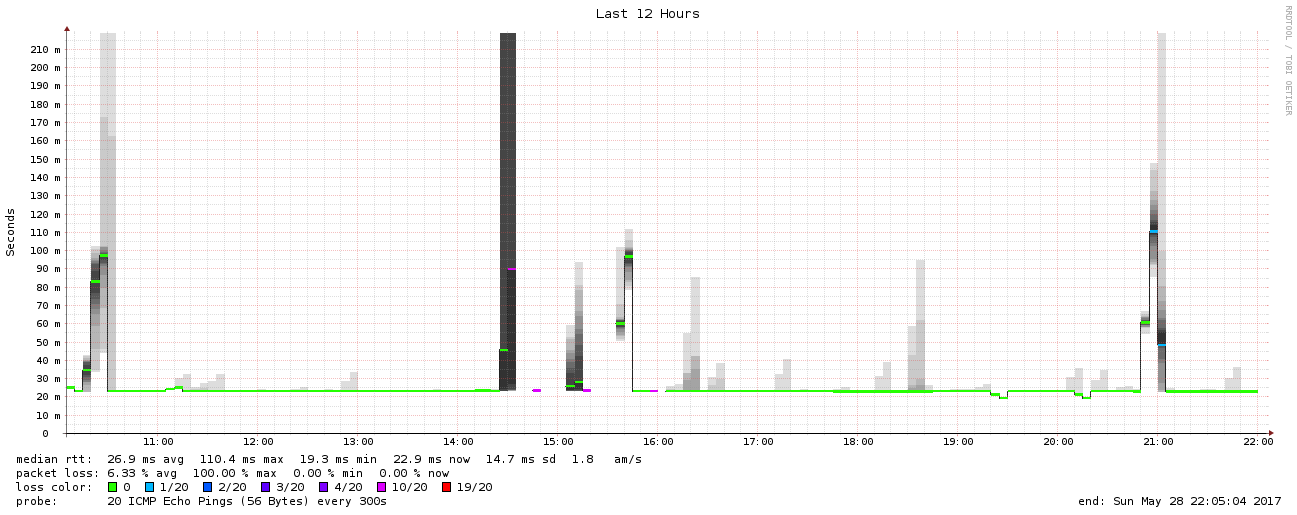 Last 12 Hours
RRDTOOL / TOBI OETIKER
Seconds
210 m
200 m
190 m
180 m
170 m
160 m
150 m
140 m
130 m
120 m
110 m
100 m
90 m
80 m
70 m
60 m
50 m
40 m
30 m
20 m
10 m
0
11:00 12:00 13:00 14:00 15:00 16:00 17:00 18:00 19:00 20:00 21:00 22:00
median rtt: 26.9 ms avg 110.4 ms max 19.3 ms min 22.9 ms now 14.7 ms sd 1.8 am/s
packet loss: 6.33 % avg 100.00 % max 0.00 % min 0.00 % now
loss color: 0 1/20 2/20 3/20 4/20 10/20 19/20
probe: 20 ICMP Echo Pings (56 Bytes) every 300s end: Sun May 28 22:05:04 2017